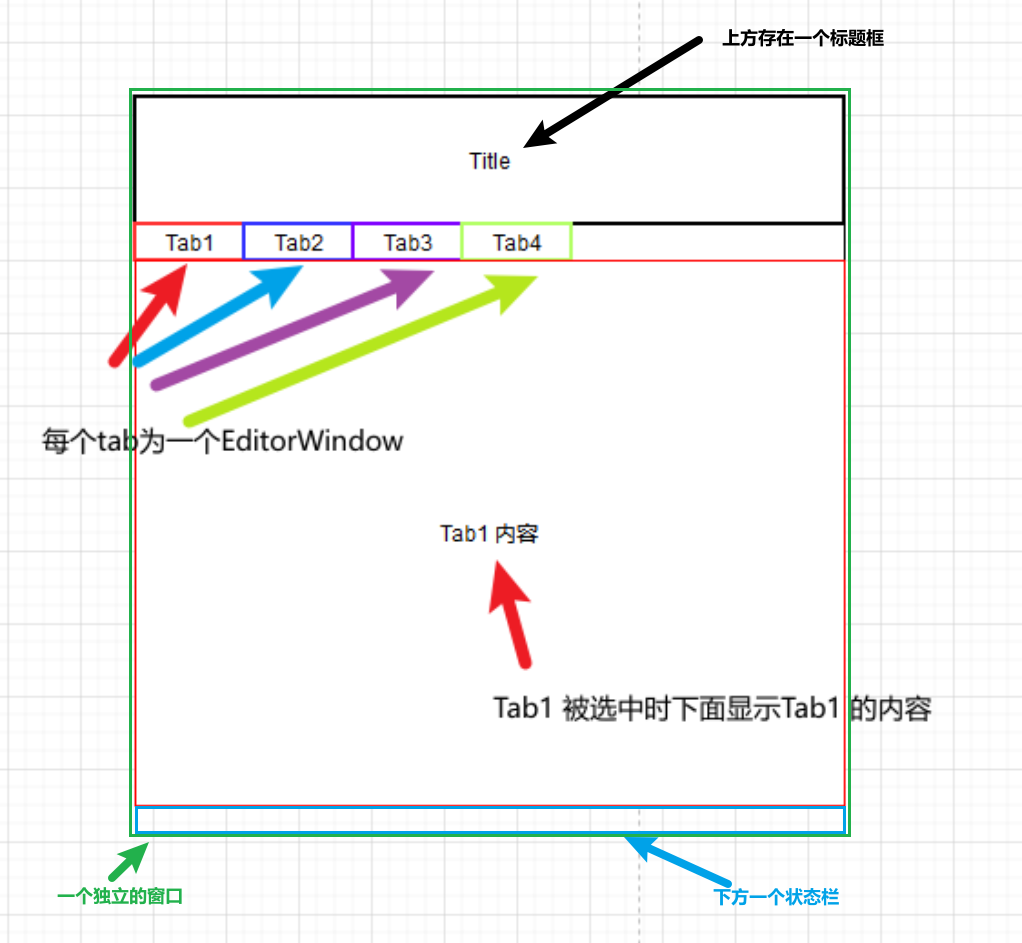 上方存在一个标题框
Title
Tab1
Tab2
Tab3
Tab4
每个tab为一个EditorWindow
Tab1 内容
Tab1 被选中时下面显示Tab1 的内容
一个独立的窗口
下方一个状态栏